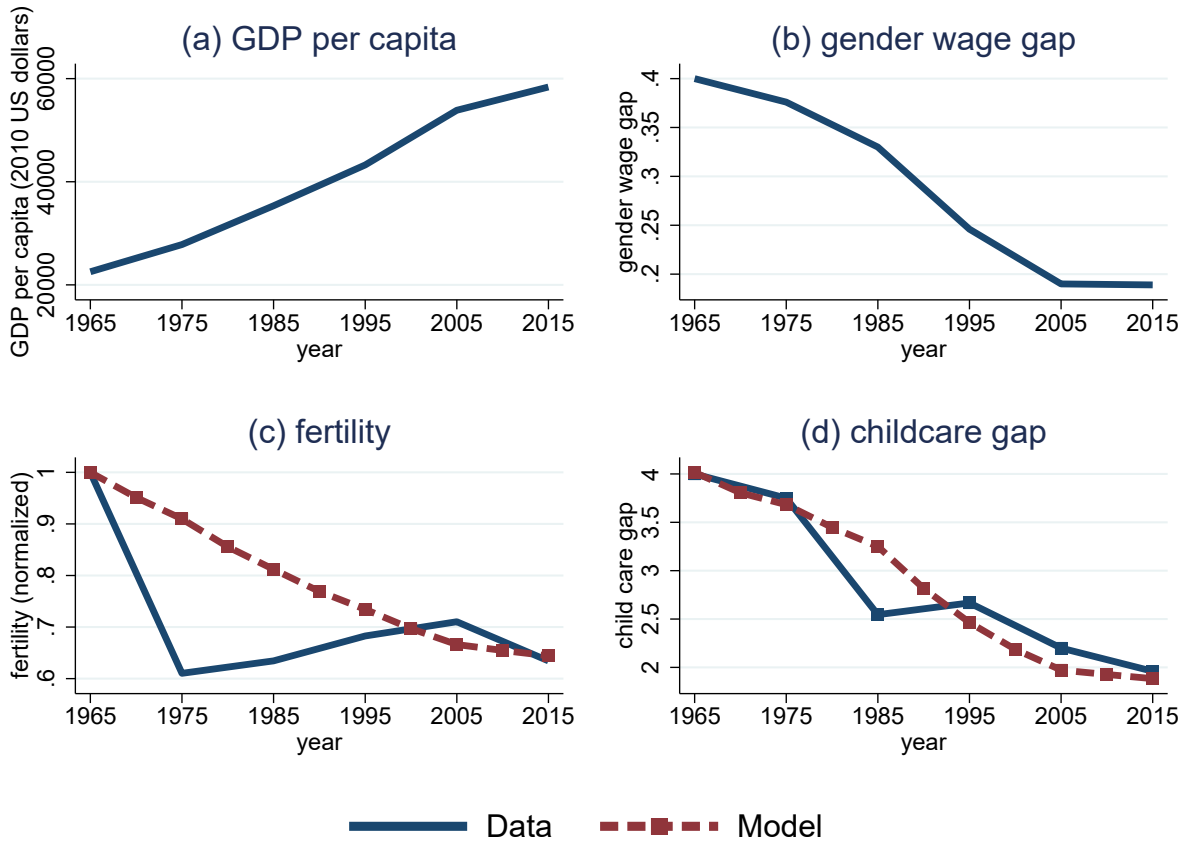 (a) GDP per capita
GDP per capita (2010 US dollars)
60000
40000
20000
1965 1975 1985 1995 2005 2015
year
(b) gender wage gap
gender wage gap
.4
.35
.3
.25
.2
1965 1975 1985 1995 2005 2015
year
(c) fertility
fertility (normalized)
1
.9
.8
.7
.6
1965 1975 1985 1995 2005 2015
year
(d) childcare gap
child care gap
4
3.5
3
2.5
2
1965 1975 1985 1995 2005 2015
year
Data Model